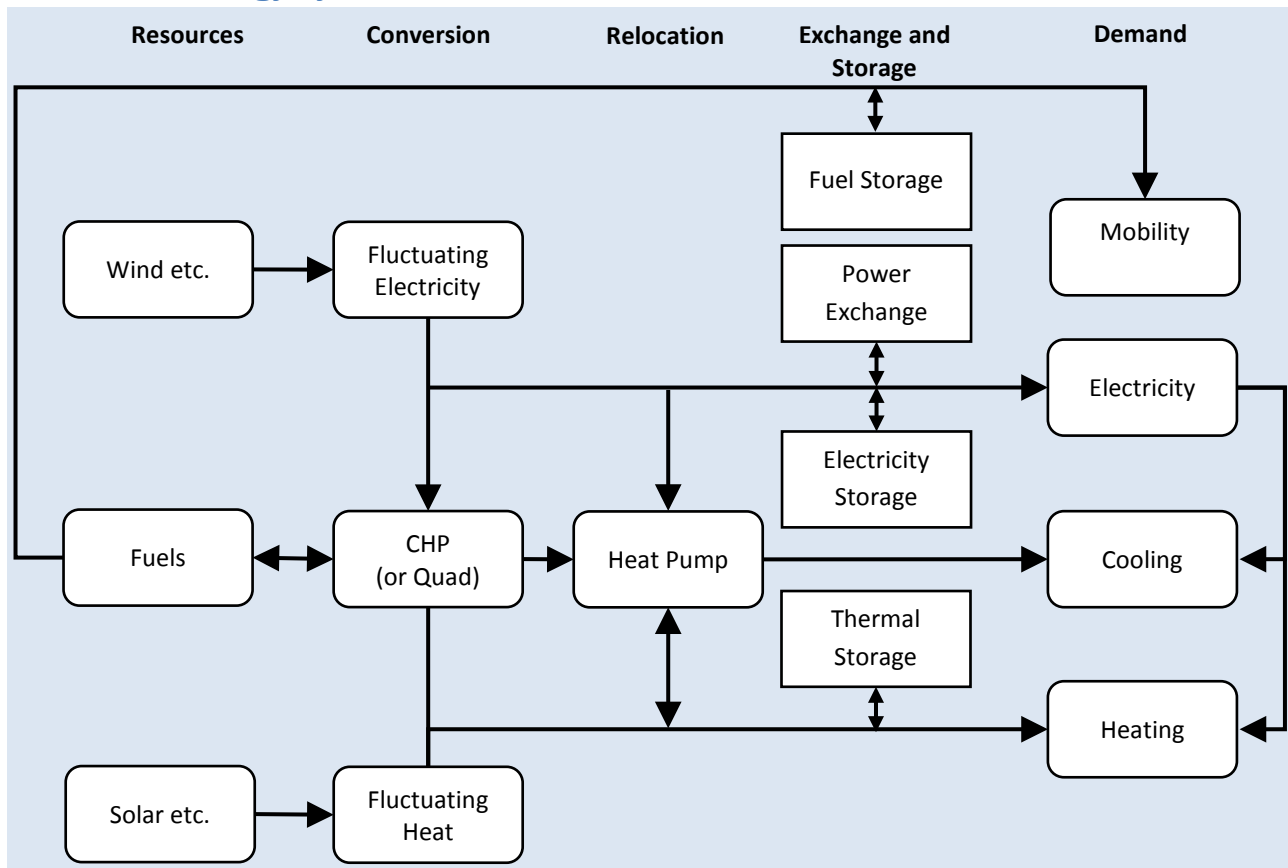 Resources
Conversion
Relocation
Exchange and
Storage
Demand
Fuel Storage
Mobility
Wind etc.
Fluctuating
Electricity
Power
Exchange
Electricity
Electricity
Storage
Fuels
CHP
(or Quad)
Heat Pump
Cooling
Thermal
Storage
Heating
Solar etc.
Fluctuating
Heat